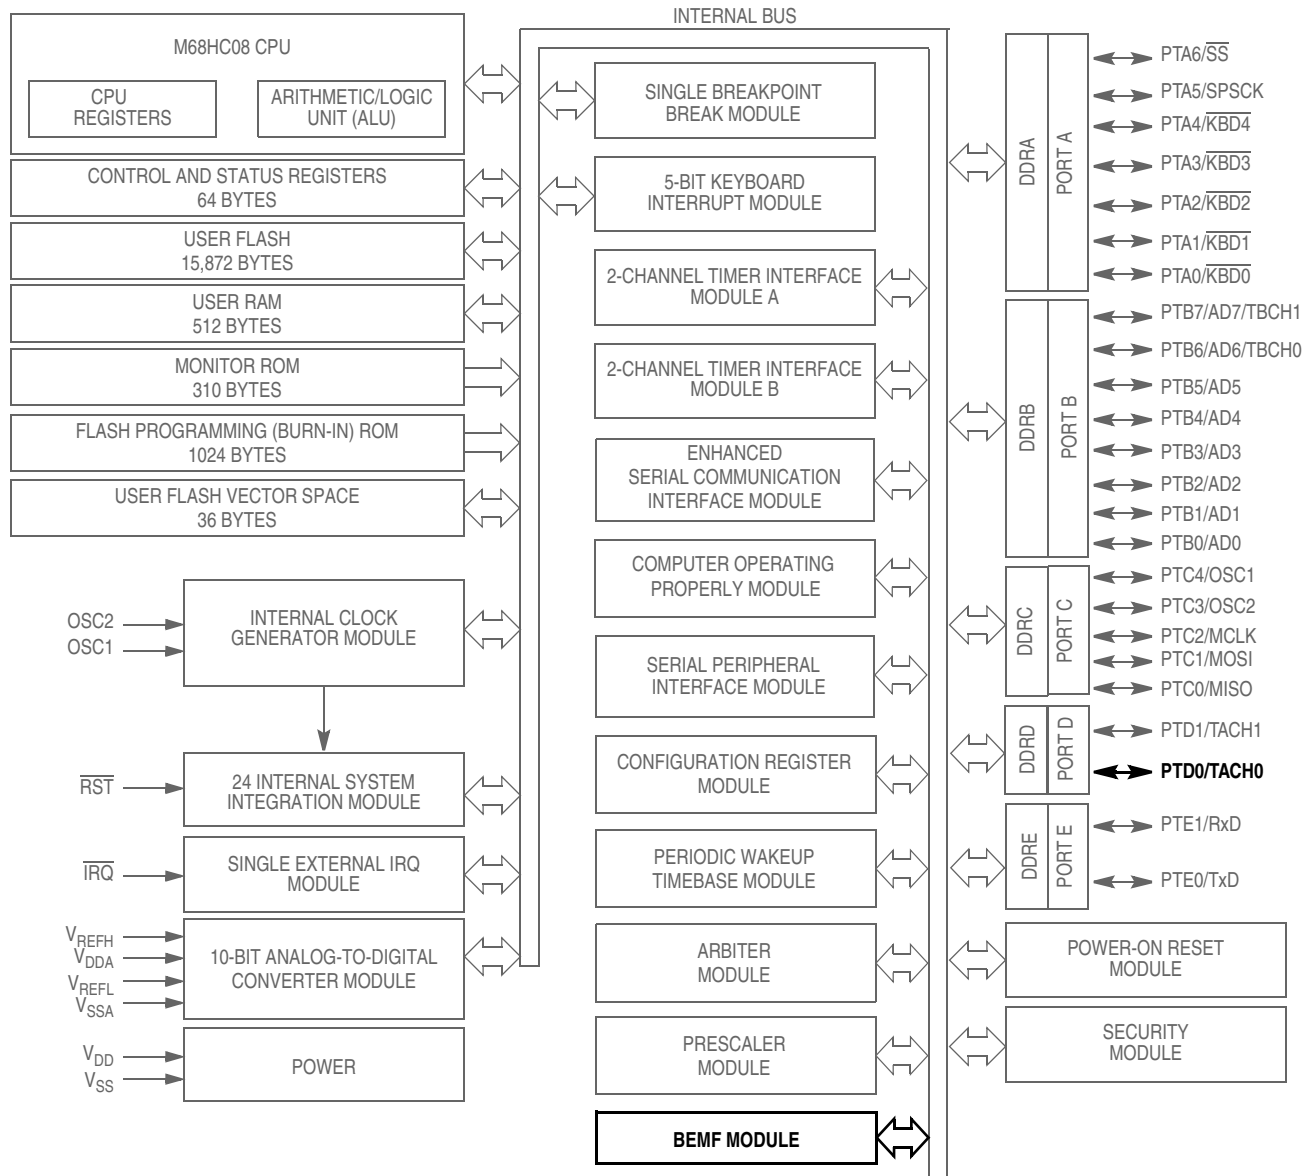 INTERNAL BUS
M68HC08 CPU
CPU
REGISTERS
ARITHMETIC/LOGIC
UNIT (ALU)
CONTROL AND STATUS REGISTERS
64 BYTES
USER FLASH
15,872 BYTES
USER RAM
512 BYTES
MONITOR ROM
310 BYTES
FLASH PROGRAMMING (BURN-IN) ROM
1024 BYTES
USER FLASH VECTOR SPACE
36 BYTES
OSC2
OSC1
INTERNAL CLOCK
GENERATOR MODULE
RST
24 INTERNAL SYSTEM
INTEGRATION MODULE
IRQ
SINGLE EXTERNAL IRQ
MODULE
VREFH
VDDA
VREFL
VSSA
10-BIT ANALOG-TO-DIGITAL
CONVERTER MODULE
VDD
VSS
POWER
SINGLE BREAKPOINT
BREAK MODULE
5-BIT KEYBOARD
INTERRUPT MODULE
2-CHANNEL TIMER INTERFACE
MODULE A
2-CHANNEL TIMER INTERFACE
MODULE B
ENHANCED
SERIAL COMMUNICATION
INTERFACE MODULE
COMPUTER OPERATING
PROPERLY MODULE
SERIAL PERIPHERAL
INTERFACE MODULE
CONFIGURATION REGISTER
MODULE
PERIODIC WAKEUP
TIMEBASE MODULE
ARBITER
MODULE
PRESCALER
MODULE
BEMF MODULE
DDRA
PORT A
PTA6/SS
PTA5/SPSCK
PTA4/KBD4
PTA3/KBD3
PTA2/KBD2
PTA1/KBD1
PTA0/KBD0
DDRB
PORT B
PTB7/AD7/TBCH1
PTB6/AD6/TBCH0
PTB5/AD5
PTB4/AD4
PTB3/AD3
PTB2/AD2
PTB1/AD1
PTB0/AD0
DDRC
PORT C
PTC4/OSC1
PTC3/OSC2
PTC2/MCLK
PTC1/MOSI
PTC0/MISO
DDRD
PORT D
PTD1/TACH1
PTD0/TACH0
DDRE
PORT E
PTE1/RxD
PTE0/TxD
POWER-ON RESET
MODULE
SECURITY
MODULE